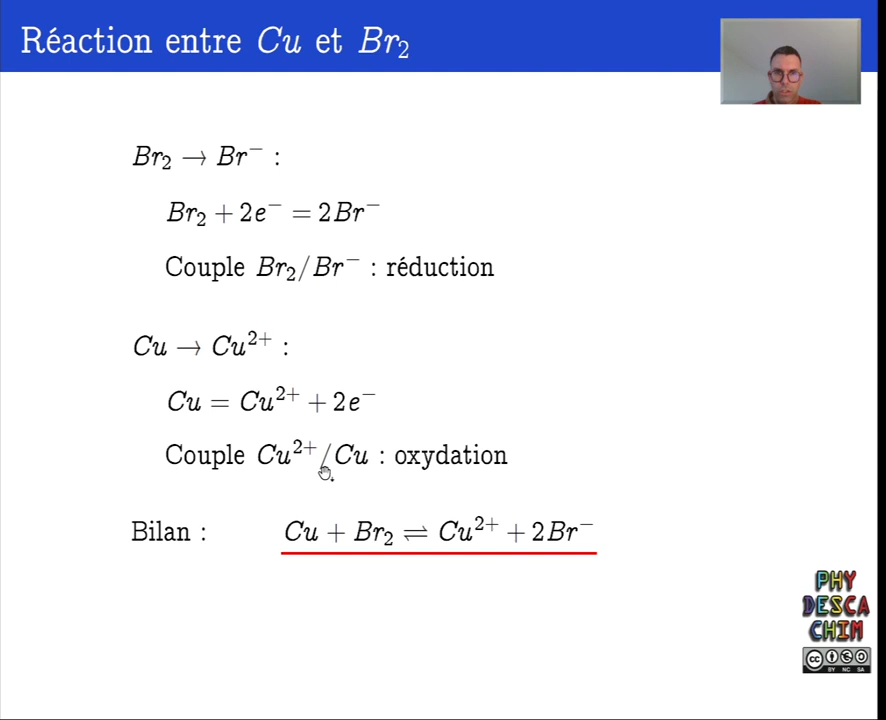 Réaction entre Cu et Br₂
Br₂ → Br⁻ :
Br₂ + 2e⁻ = 2Br⁻
Couple Br₂/Br⁻ : réduction
Cu → Cu²⁺ :
Cu = Cu²⁺ + 2e⁻
Couple Cu²⁺/Cu : oxydation
Bilan : Cu + Br₂ ⇌ Cu²⁺ + 2Br⁻
PHY
DESCA
CHIM
cc
BY NC SA